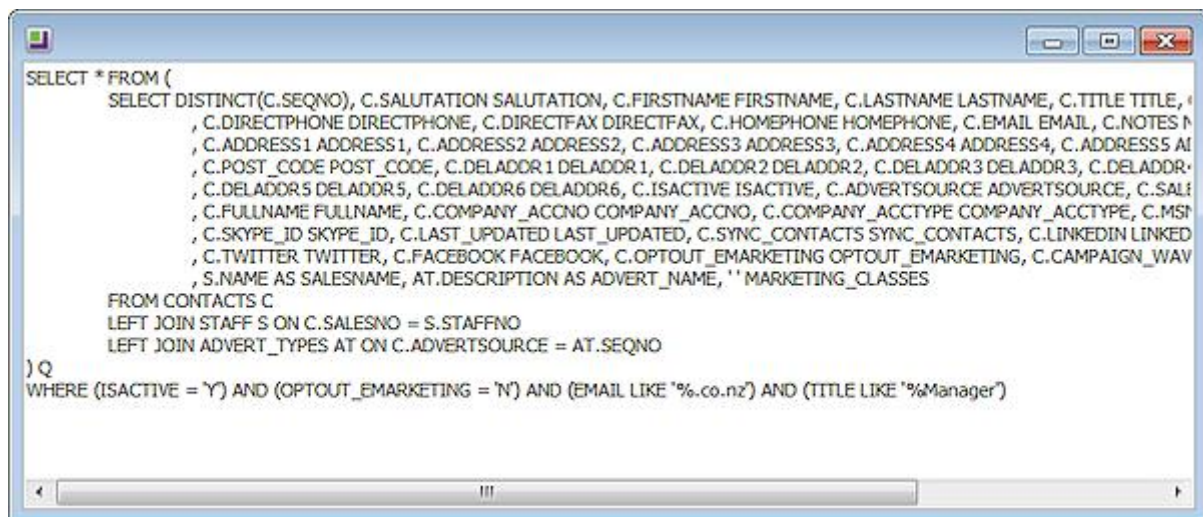 SELECT * FROM (
SELECT DISTINCT(C.SEQNO), C.SALUTATION SALUTATION, C.FIRSTNAME FIRSTNAME, C.LASTNAME LASTNAME, C.TITLE TITLE,
, C.DIRECTPHONE DIRECTPHONE, C.DIRECTFAX DIRECTFAX, C.HOMEPHONE HOMEPHONE, C.EMAIL EMAIL, C.NOTES
, C.ADDRESS1 ADDRESS1, C.ADDRESS2 ADDRESS2, C.ADDRESS3 ADDRESS3, C.ADDRESS4 ADDRESS4, C.ADDRESS5
, C.POST_CODE POST_CODE, C.DELADDR1 DELADDR1, C.DELADDR2 DELADDR2, C.DELADDR3 DELADDR3,
, C.DELADDR5 DELADDR5, C.DELADDR6 DELADDR6, C.ISACTIVE ISACTIVE, C.ADVERTSOURCE ADVERTSOURCE,
, C.FULLNAME FULLNAME, C.COMPANY_ACCNO COMPANY_ACCNO, C.COMPANY_ACCTYPE COMPANY_ACCTYPE,
, C.SKYPE_ID SKYPE_ID, C.LAST_UPDATED LAST_UPDATED, C.SYNC_CONTACTS SYNC_CONTACTS, C.LINKEDIN LINKED
, C.TWITTER TWITTER, C.FACEBOOK FACEBOOK, C.OPTOUT_EMARKETING OPTOUT_EMARKETING,
, S.NAME AS SALESNAME, AT.DESCRIPTION AS ADVERT_NAME, ' ' MARKETING_CLASSES
FROM CONTACTS C
LEFT JOIN STAFF S ON C.SALESNO = S.STAFFNO
LEFT JOIN ADVERT_TYPES AT ON C.ADVERTSOURCE = AT.SEQNO
) Q
WHERE (ISACTIVE = 'Y') AND (OPTOUT_EMARKETING = 'N') AND (EMAIL LIKE '%.co.nz') AND (TITLE LIKE '%Manager')